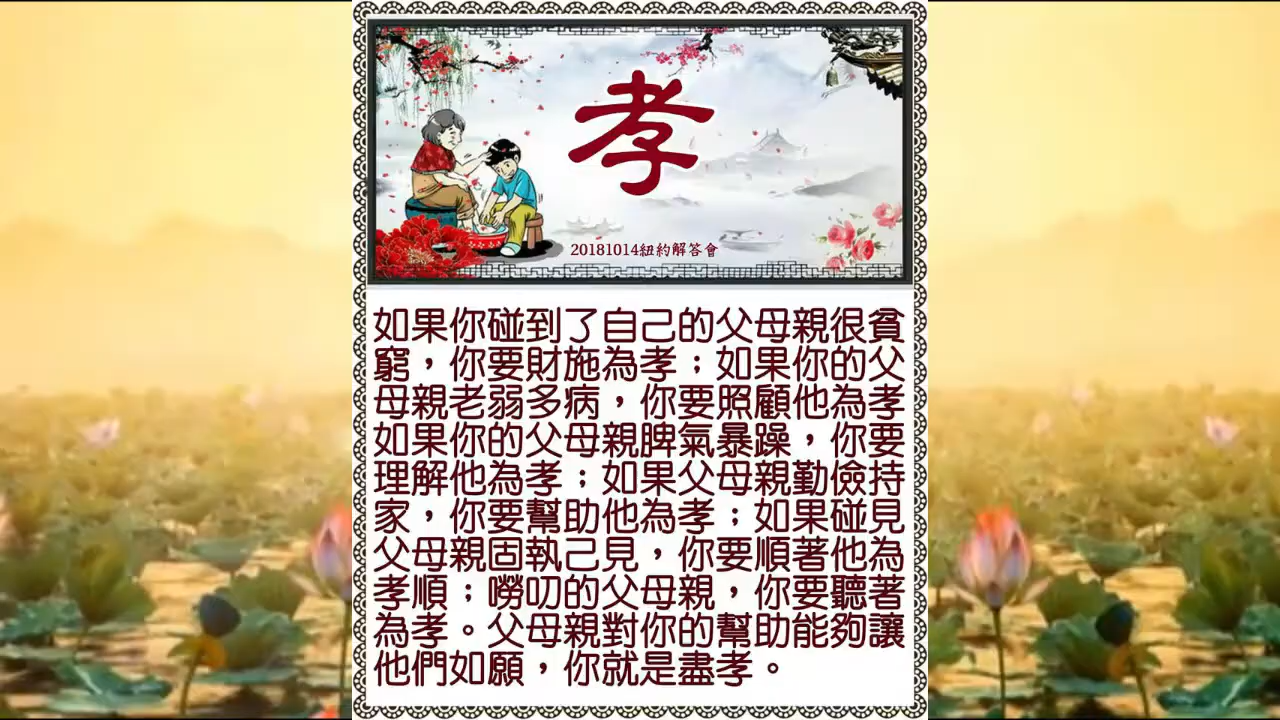 孝
20181014紐約解答會
如果你碰到了自己的父母親很貧
窮，你要財施為孝；如果你的父
母親老弱多病，你要照顧他為孝
如果你的父母親脾氣暴躁，你要
理解他為孝；如果父母親勤儉持
家，你要幫助他為孝；如果碰見
父母親固執己見，你要順著他為
孝順；嘮叨的父母親，你要聽著
為孝。父母親對你的幫助能夠讓
他們如願，你就是盡孝。